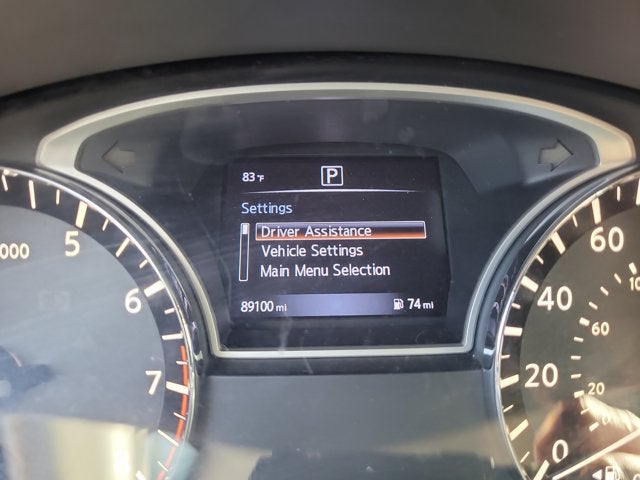 83 °F P
Settings
Driver Assistance
Vehicle Settings
Main Menu Selection
89100 mi 74 mi
000 5
6
7
60
40
60
20
20
0